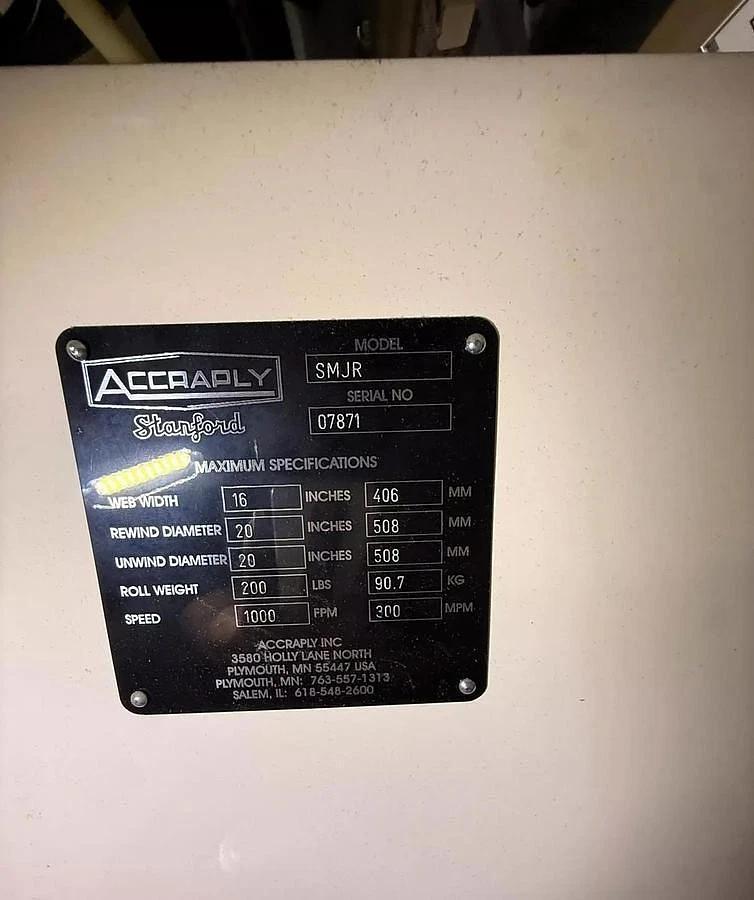 ACCRAPLY
Stanford
MODEL
SMJR
SERIAL NO
07871
MAXIMUM SPECIFICATIONS
WEB WIDTH 16 INCHES 406 MM
REWIND DIAMETER 20 INCHES 508 MM
UNWIND DIAMETER 20 INCHES 508 MM
ROLL WEIGHT 200 LBS 90.7 KG
SPEED 1000 FPM 300 MPM
ACCRAPLY INC
3580 HOLLY LANE NORTH
PLYMOUTH, MN 55447 USA
PLYMOUTH, MN: 763-557-1313
SALEM, IL: 618-548-2600